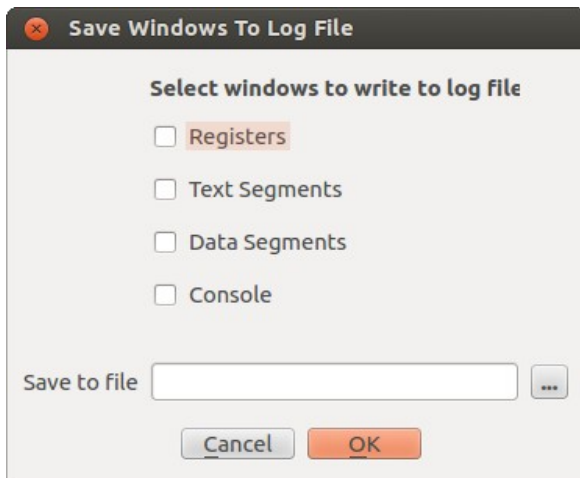 Save Windows To Log File
Select windows to write to log file
Registers
Text Segments
Data Segments
Console
Save to file
...
Cancel
OK